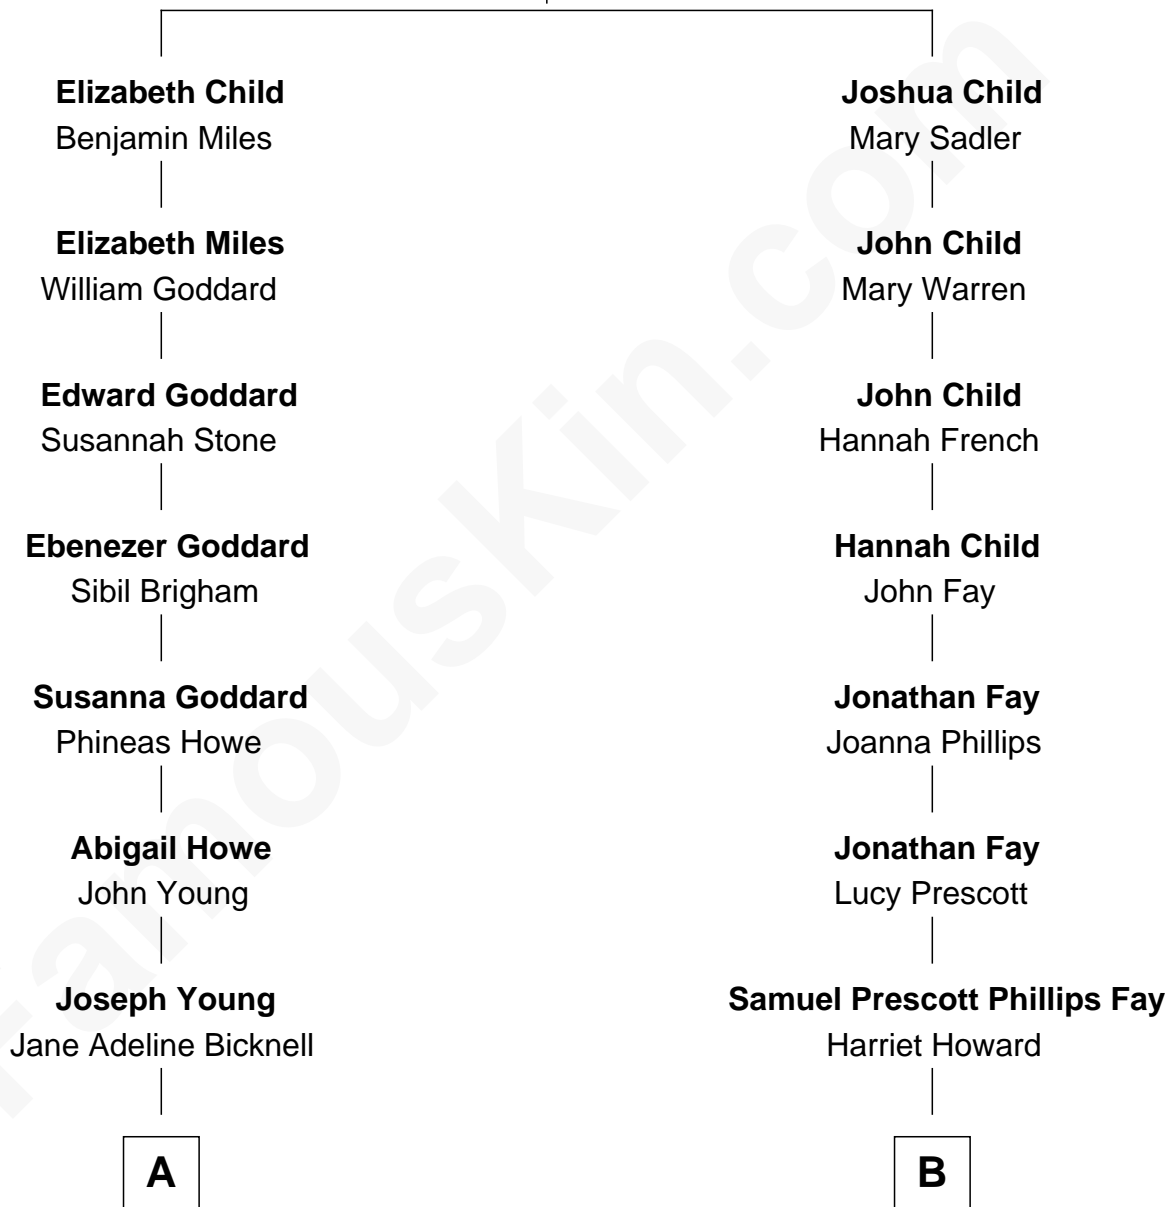 Elizabeth Child
Benjamin Miles
Elizabeth Miles
William Goddard
Edward Goddard
Susannah Stone
Ebenezer Goddard
Sibil Brigham
Susanna Goddard
Phineas Howe
Abigail Howe
John Young
Joseph Young
Jane Adeline Bicknell
A
Joshua Child
Mary Sadler
John Child
Mary Warren
John Child
Hannah French
Hannah Child
John Fay
Jonathan Fay
Joanna Phillips
Jonathan Fay
Lucy Prescott
Samuel Prescott Phillips Fay
Harriet Howard
B
FamousKin.com